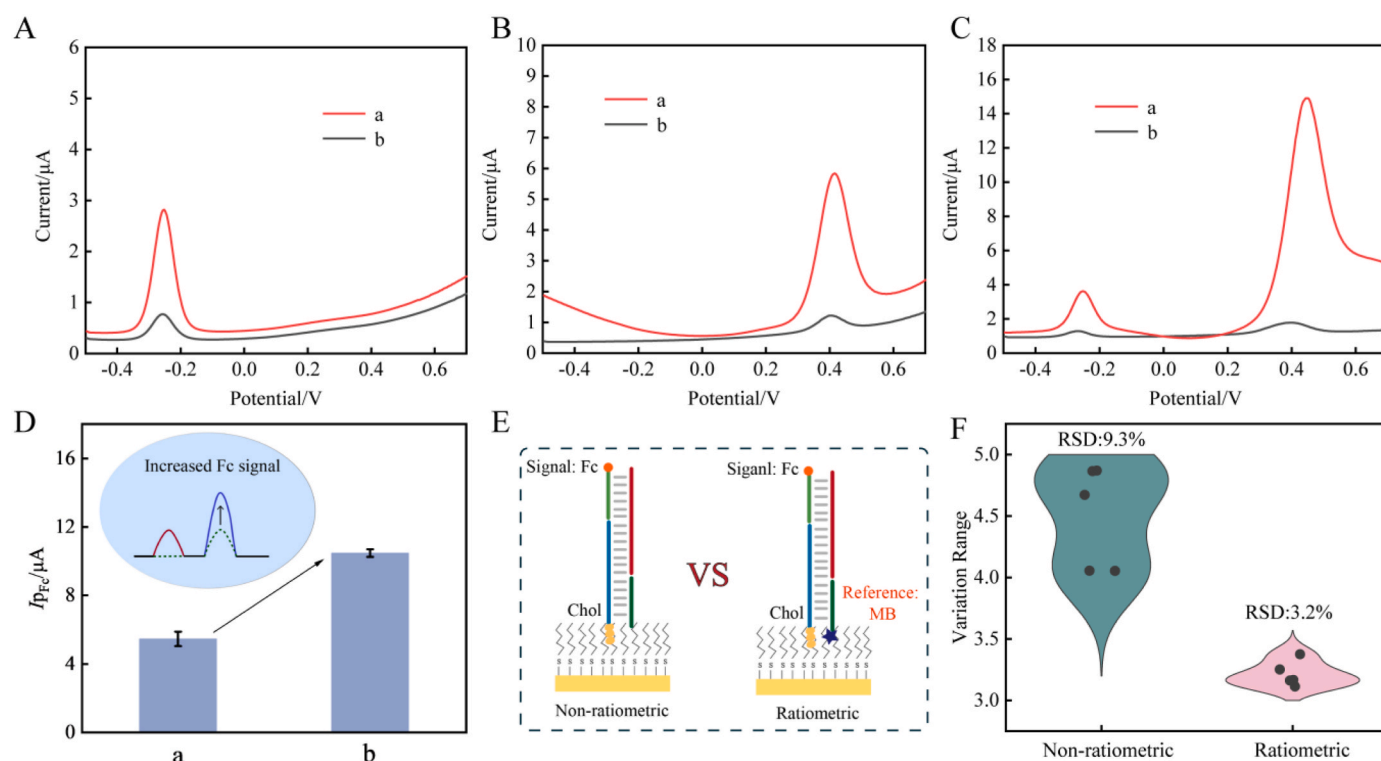 A
6
5
4
3
2
1
0
-0.4
-0.2
0.0
0.2
0.4
0.6
Current/μA
Potential/V
a
b
B
10
9
8
7
6
5
4
3
2
1
0
-0.4
-0.2
0.0
0.2
0.4
0.6
Current/μA
Potential/V
a
b
C
18
16
14
12
10
8
6
4
2
0
-0.4
-0.2
0.0
0.2
0.4
0.6
Current/μA
Potential/V
a
b
D
16
12
8
4
0
IpFc/μA
Increased Fc signal
a
b
E
Signal: Fc
Siganl: Fc
VS
Reference:
MB
Chol
Chol
s s s s s s s s
s s s s s s s s
Non-ratiometric
Ratiometric
F
RSD:9.3%
RSD:3.2%
5.0
4.5
4.0
3.5
3.0
Variation Range
Non-ratiometric
Ratiometric